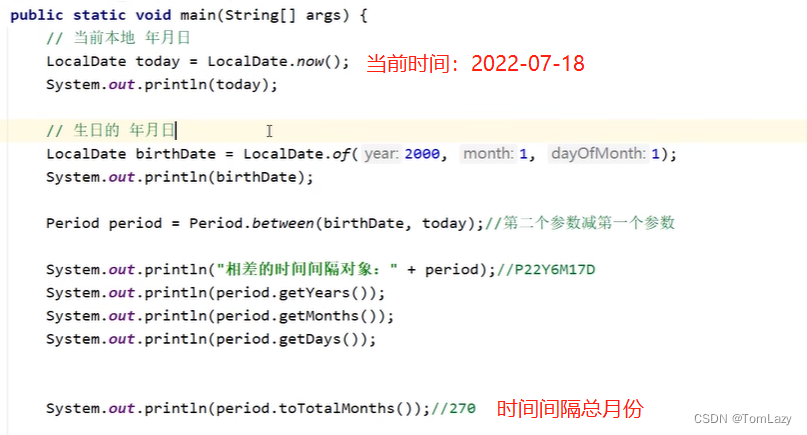 public static void main(String[] args) {
// 当前本地 年月日
LocalDate today = LocalDate.now(); 当前时间：2022-07-18
System.out.println(today);
// 生日的 年月日
LocalDate birthDate = LocalDate.of( year: 2000, month: 1, dayOfMonth: 1);
System.out.println(birthDate);
Period period = Period.between(birthDate, today);//第二个参数减第一个参数
System.out.println("相差的时间间隔对象：" + period);//P22Y6M17D
System.out.println(period.getYears());
System.out.println(period.getMonths());
System.out.println(period.getDays());
System.out.println(period.toTotalMonths());//270 时间间隔总月份
CSDN @TomLazy